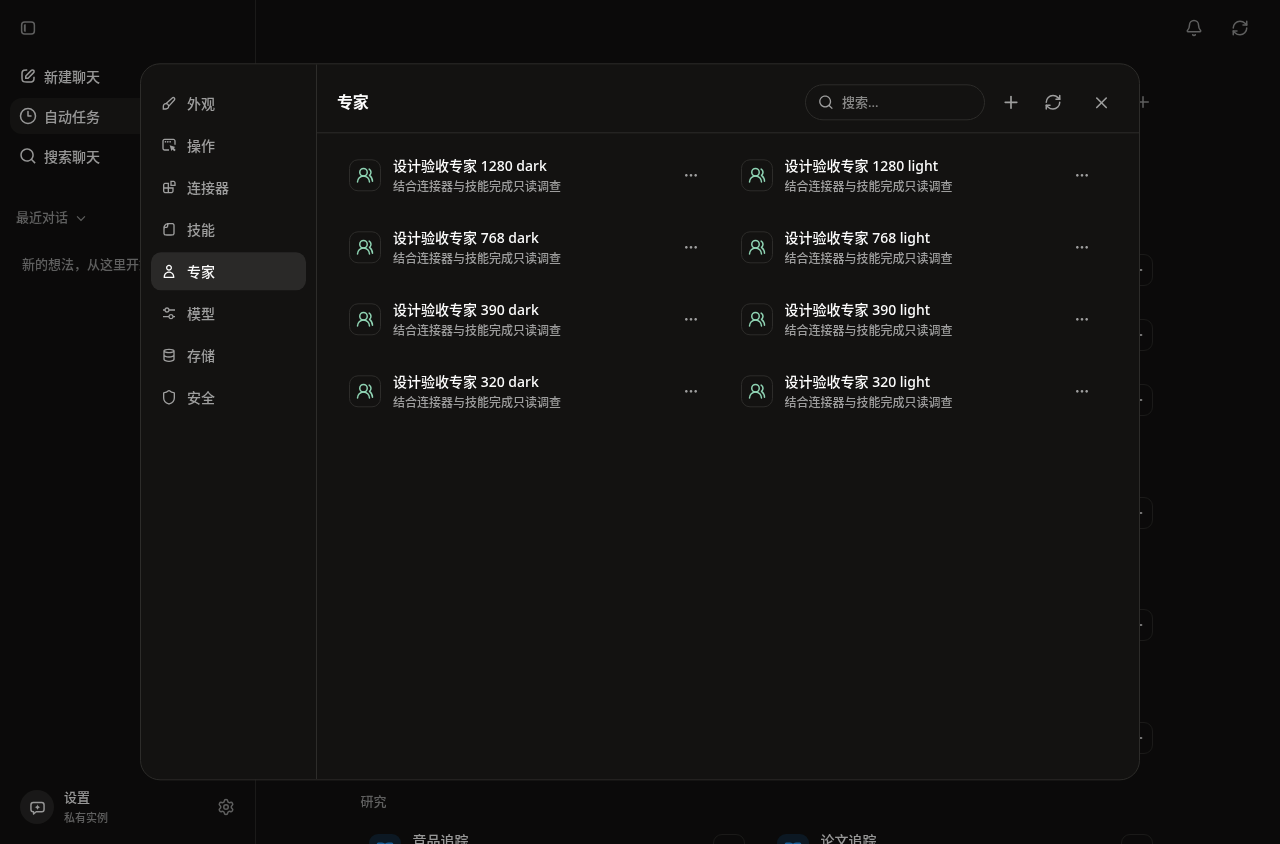 新建聊天
自动任务
搜索聊天
最近对话
新的想法，从这里开
设置
私有实例
外观
操作
连接器
技能
专家
模型
存储
安全
专家
搜索...
设计验收专家 1280 dark
结合连接器与技能完成只读调查
设计验收专家 1280 light
结合连接器与技能完成只读调查
设计验收专家 768 dark
结合连接器与技能完成只读调查
设计验收专家 768 light
结合连接器与技能完成只读调查
设计验收专家 390 dark
结合连接器与技能完成只读调查
设计验收专家 390 light
结合连接器与技能完成只读调查
设计验收专家 320 dark
结合连接器与技能完成只读调查
设计验收专家 320 light
结合连接器与技能完成只读调查
研究
竞品追踪
论文追踪